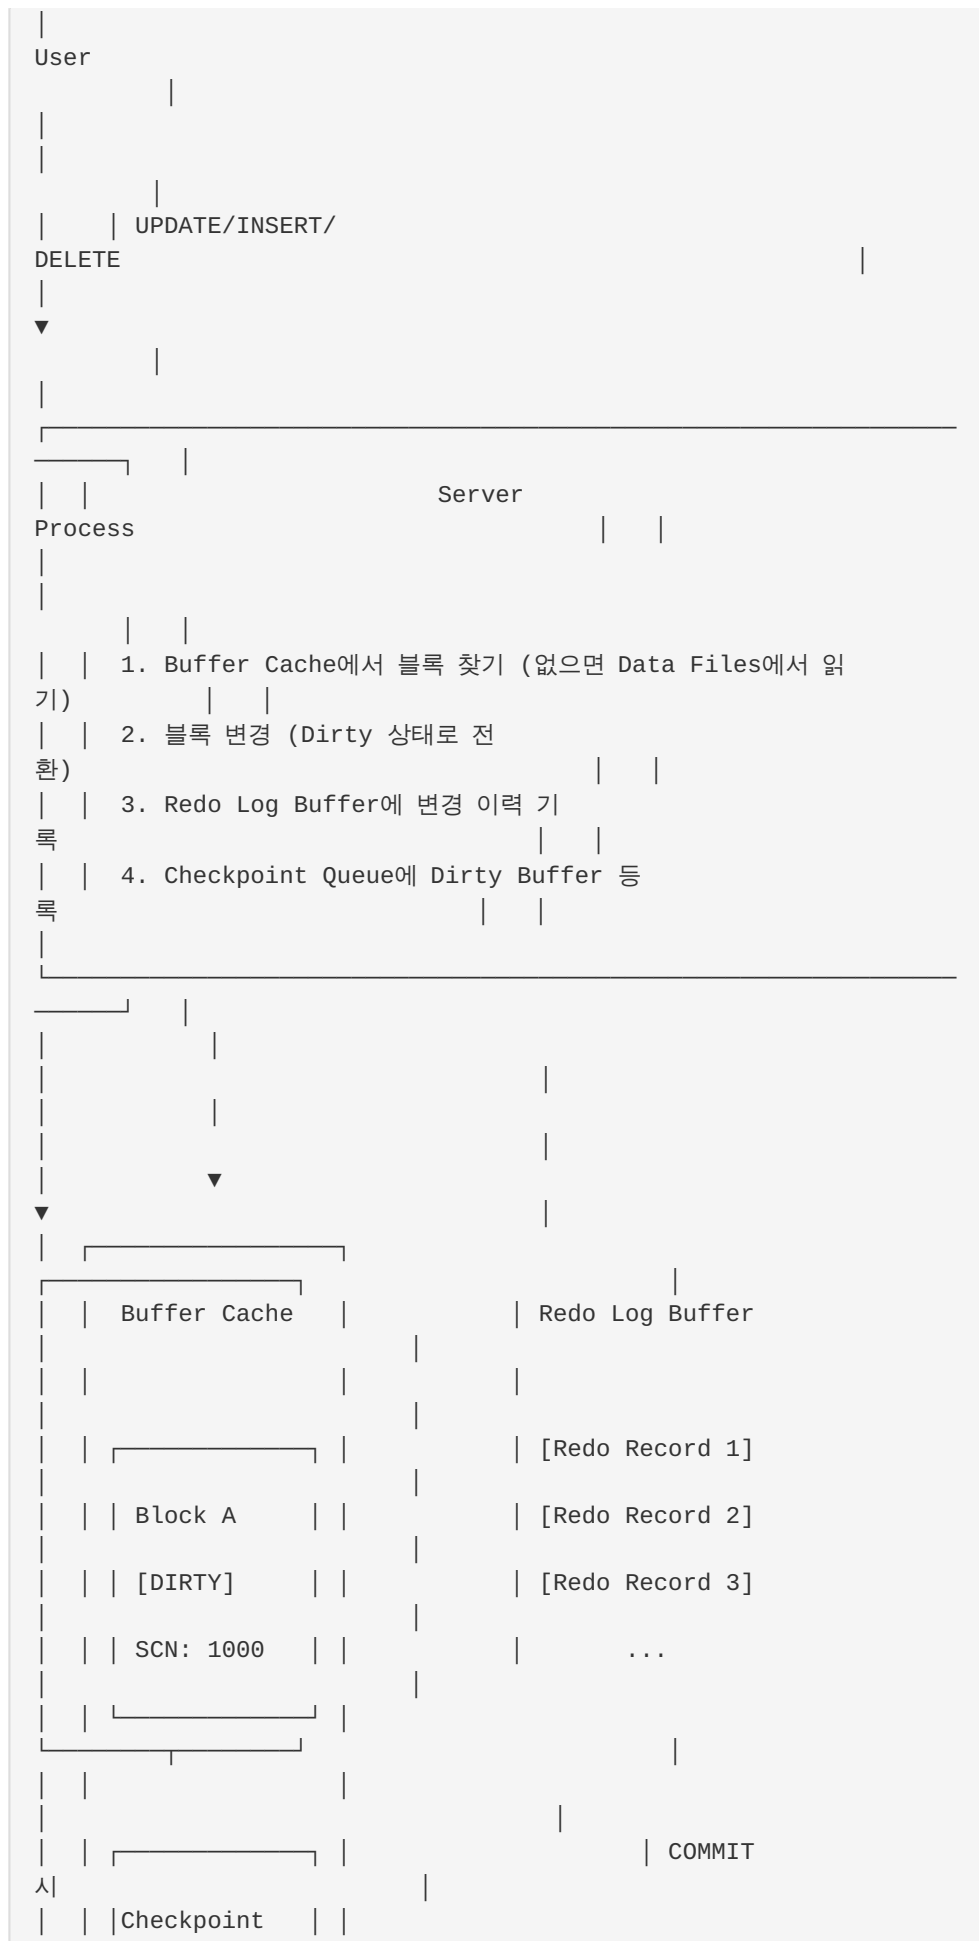 User
UPDATE/INSERT/
DELETE
▼
Server
Process
1. Buffer Cache에서 블록 찾기 (없으면 Data Files에서 읽
기)
2. 블록 변경 (Dirty 상태로 전
환)
3. Redo Log Buffer에 변경 이력 기
록
4. Checkpoint Queue에 Dirty Buffer 등
록
▼
▼
Buffer Cache Redo Log Buffer
[Redo Record 1]
Block A [Redo Record 2]
[DIRTY] [Redo Record 3]
SCN: 1000 ...
COMMIT
시
Checkpoint